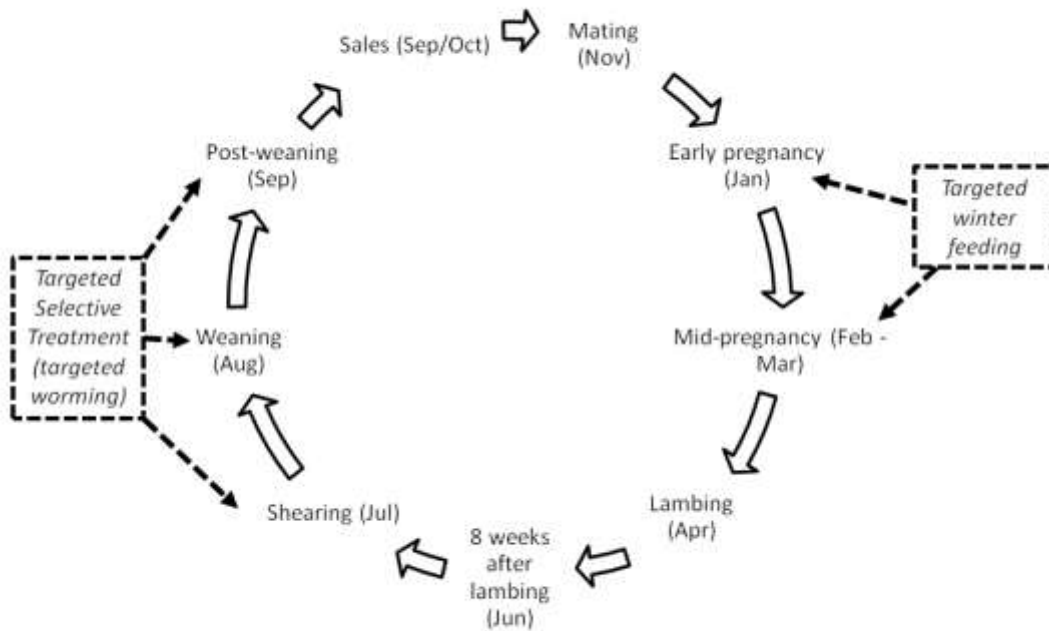 Sales (Sep/Oct)
Mating
(Nov)
Early pregnancy
(Jan)
Targeted
winter
feeding
Mid-pregnancy (Feb -
Mar)
Lambing
(Apr)
8 weeks
after
lambing
(Jun)
Shearing (Jul)
Weaning
(Aug)
Post-weaning
(Sep)
Targeted
Selective
Treatment
(targeted
worming)